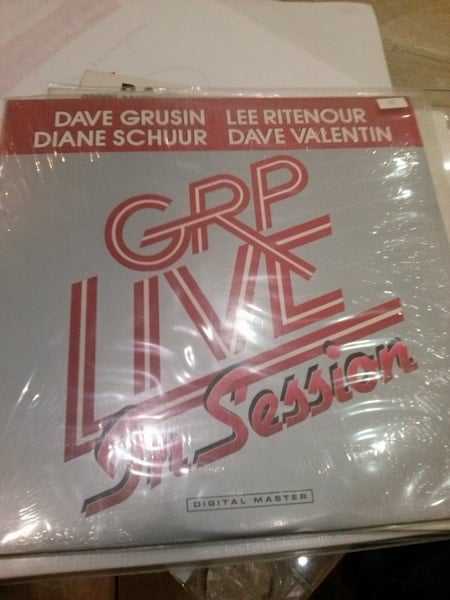 DAVE GRUSIN LEE RITENOUR
DIANE SCHUUR DAVE VALENTIN
GRP
LIVE
In Session
DIGITAL MASTER